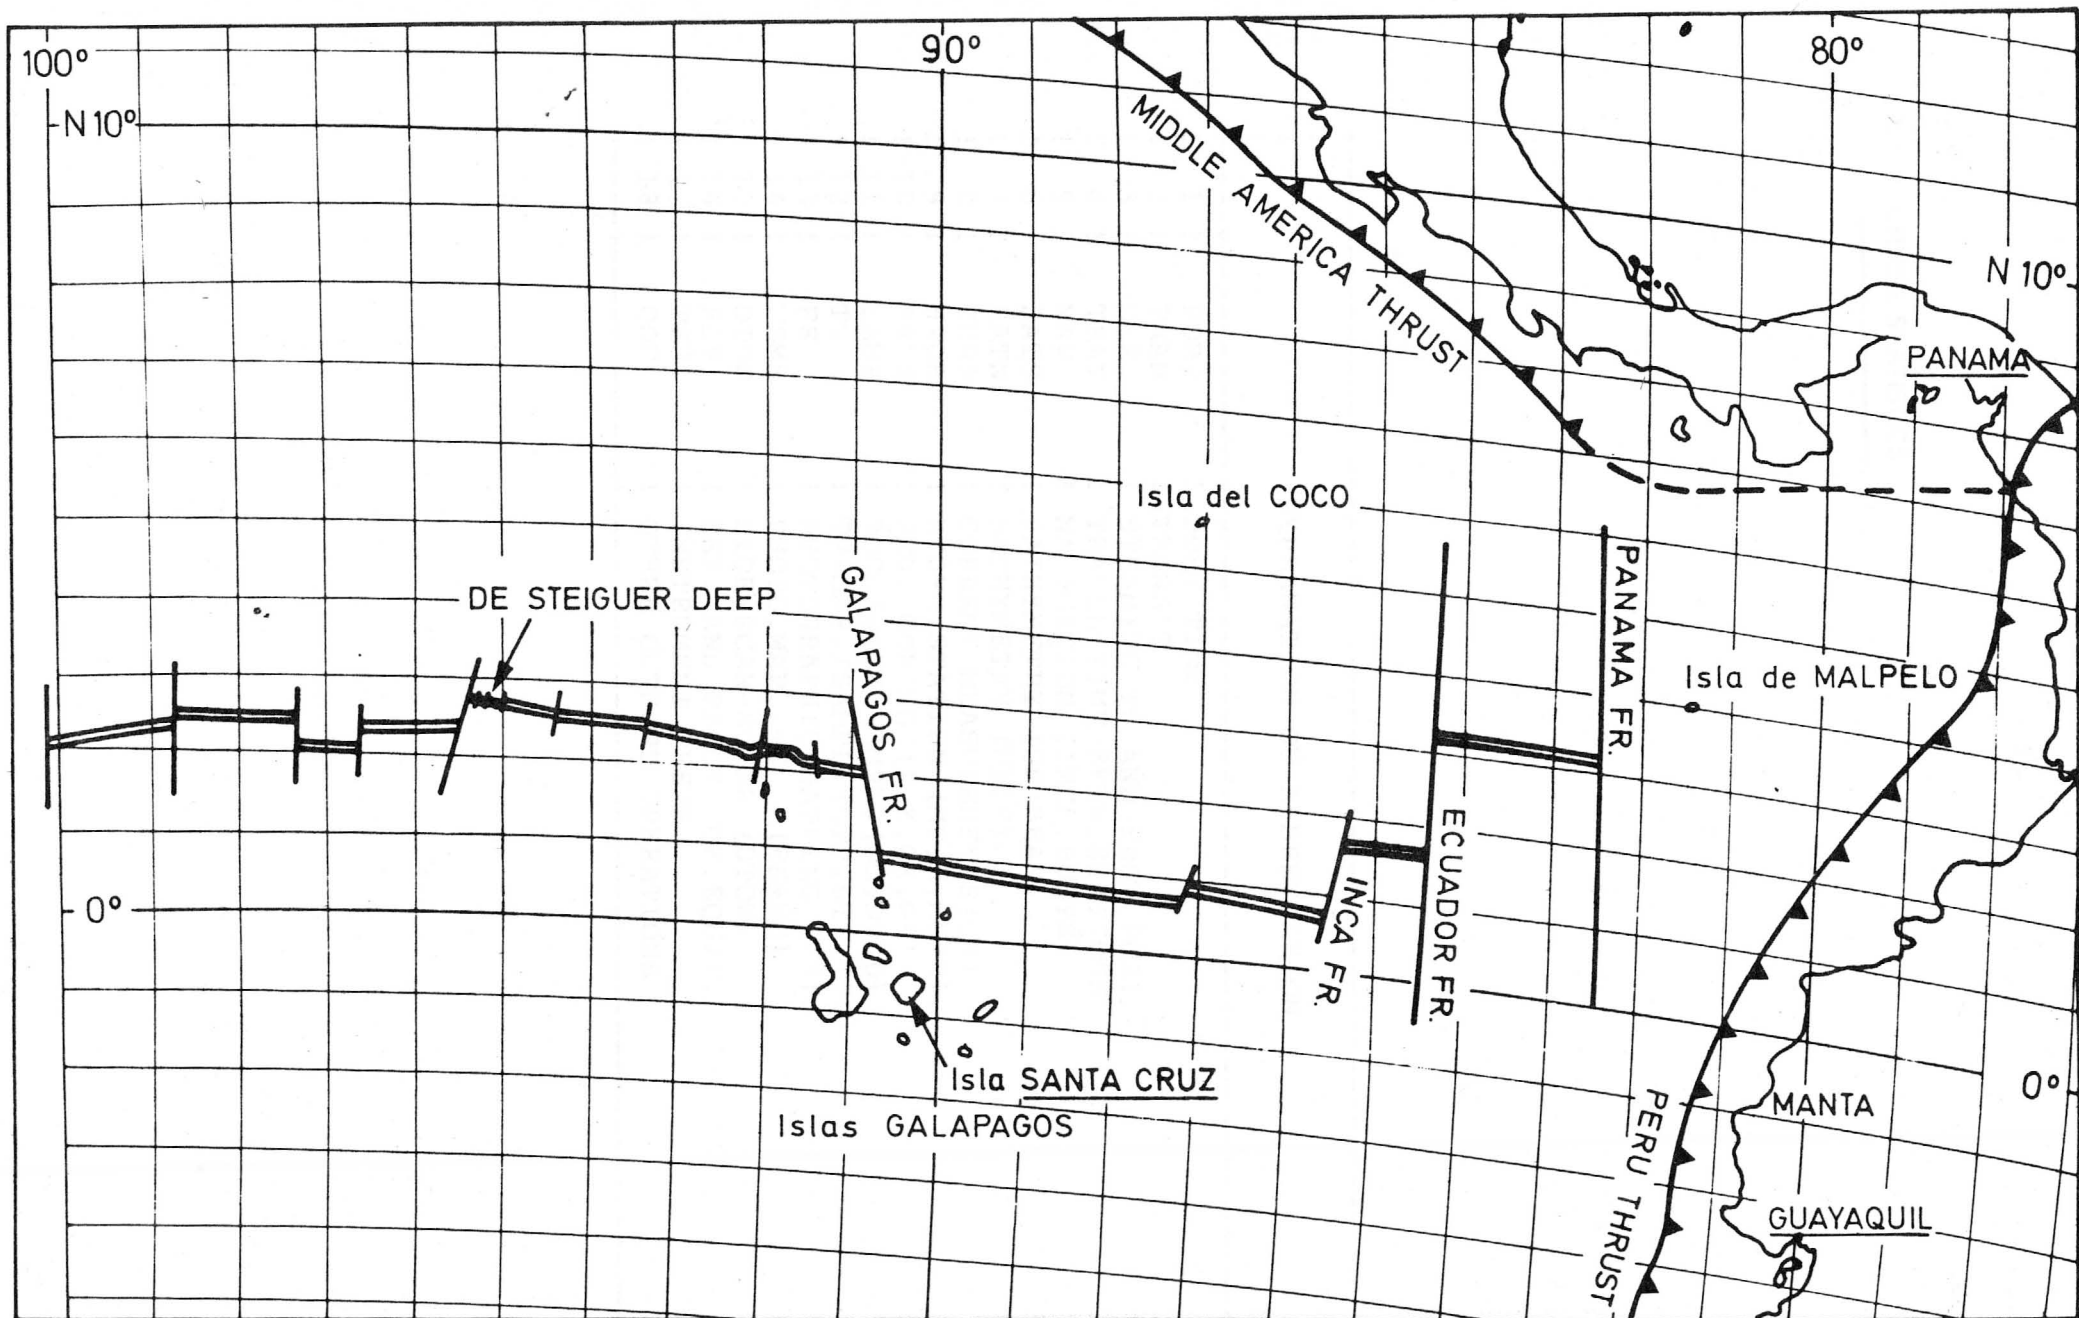 100°
90°
80°
N 10°
MIDDLE AMERICA THRUST
N 10°
PANAMA
Isla del COCO
DE STEIGUER DEEP
GALAPAGOS FR.
PANAMA FR.
Isla de MALPELO
ECUADOR FR.
INCA FR.
0°
Isla SANTA CRUZ
Islas GALAPAGOS
0°
MANTA
PERU THRUST
GUAYAQUIL